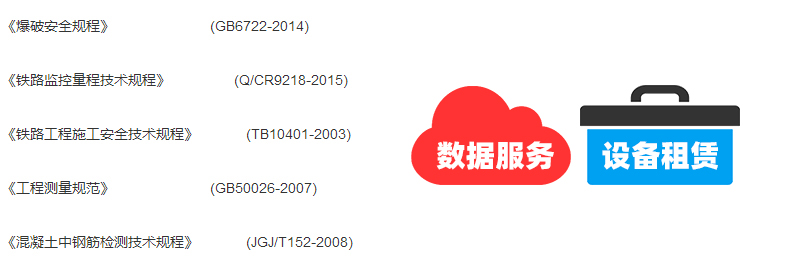 《爆破安全规程》 (GB6722-2014)
《铁路监控量程技术规程》 (Q/CR9218-2015)
《铁路工程施工安全技术规程》 (TB10401-2003)
《工程测量规范》 (GB50026-2007)
《混凝土中钢筋检测技术规程》 (JGJ/T152-2008)
数据服务
设备租赁